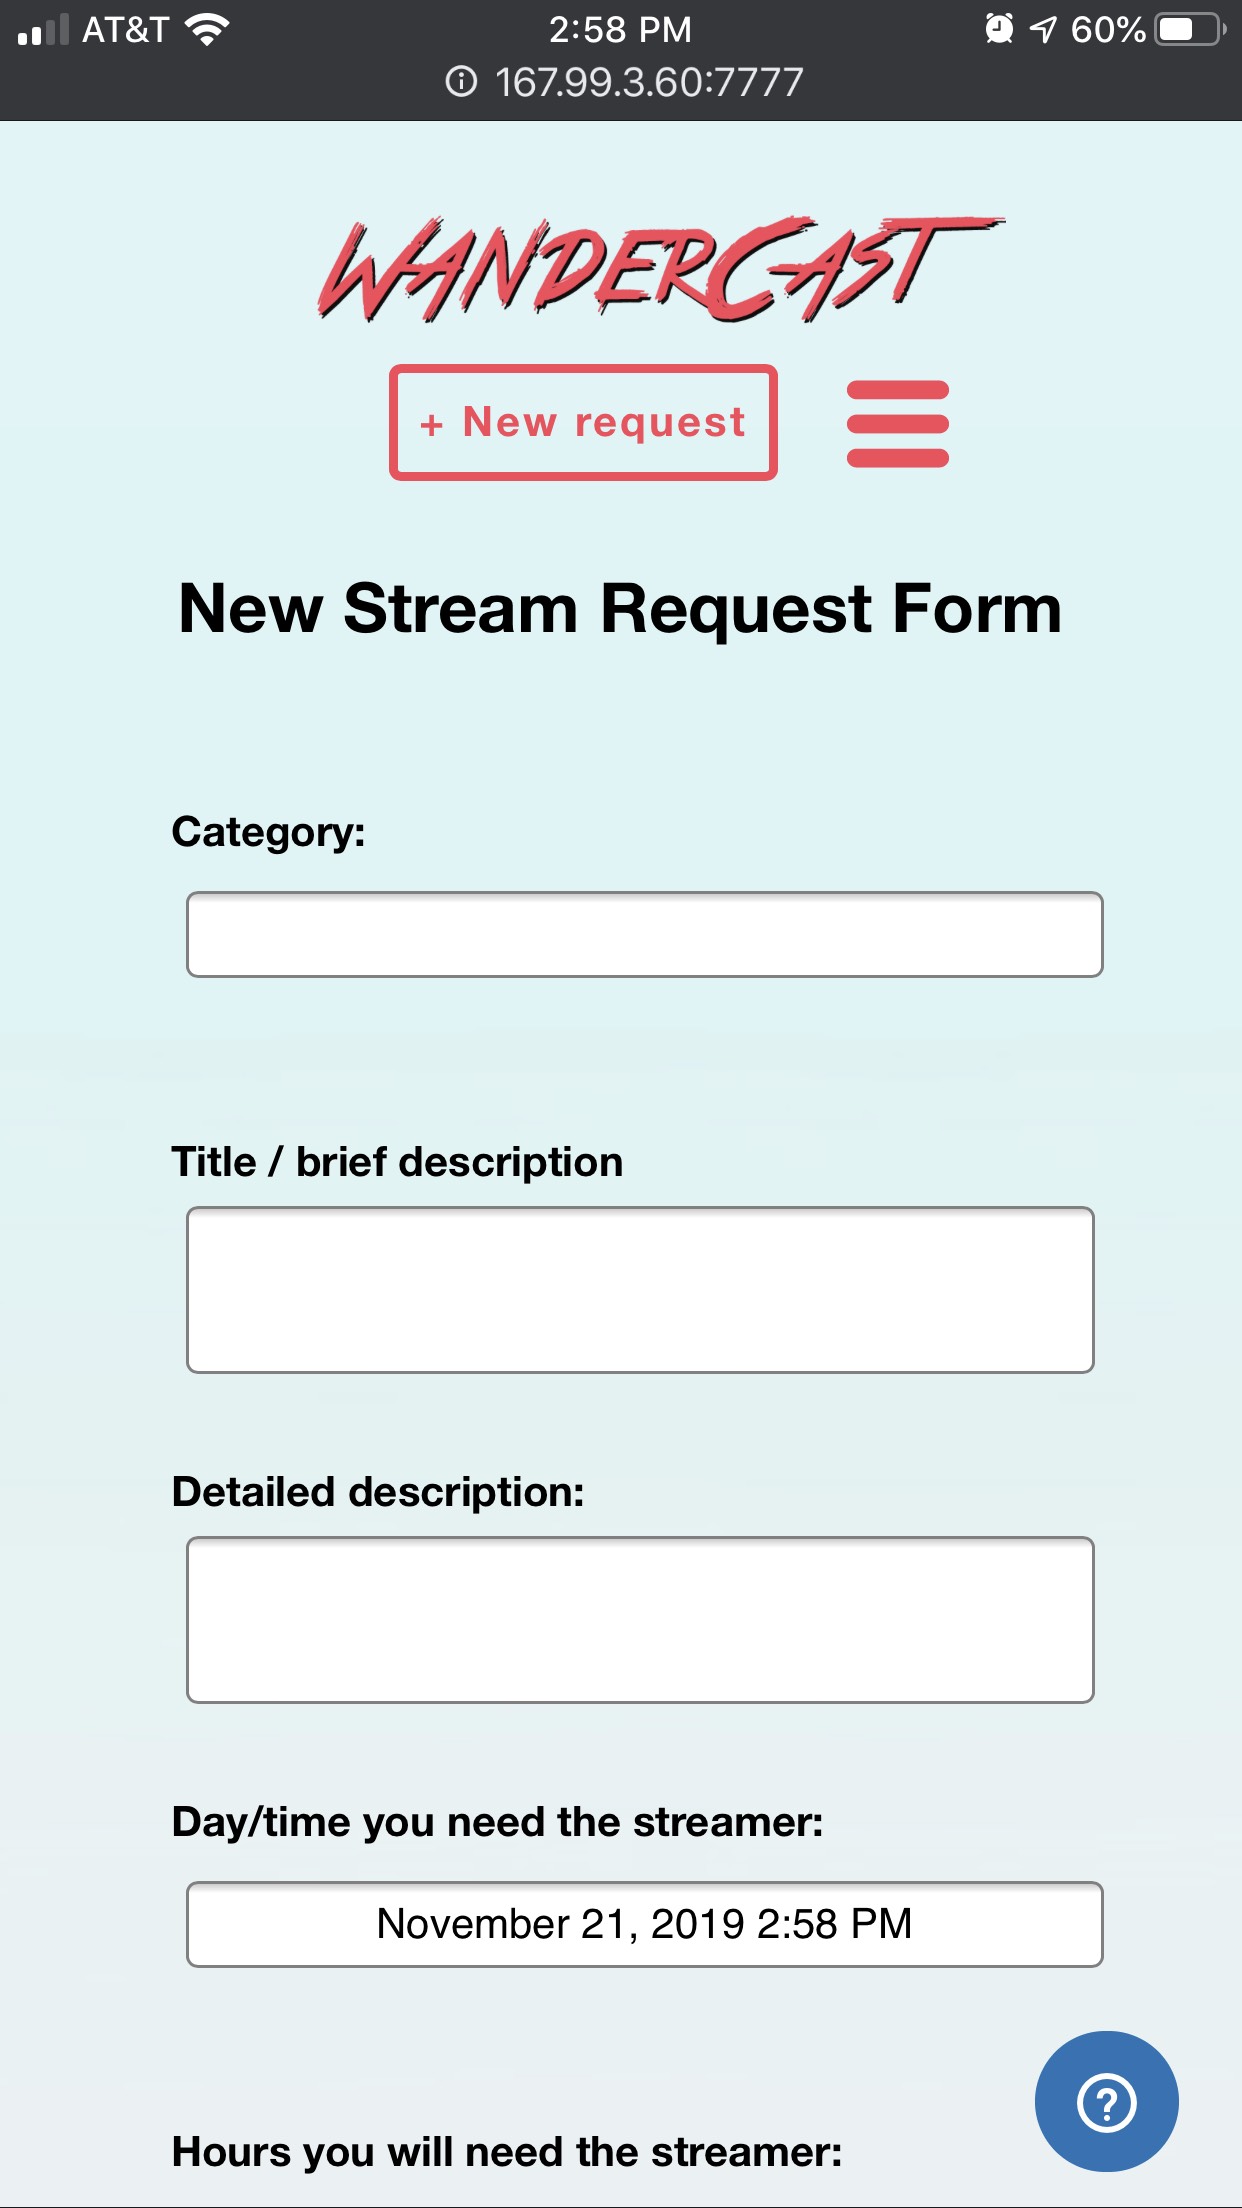 AT&T 2:58 PM 60%
167.99.3.60:7777
WANDERCAST
+ New request
New Stream Request Form
Category:
Title / brief description
Detailed description:
Day/time you need the streamer:
November 21, 2019 2:58 PM
?
Hours you will need the streamer: